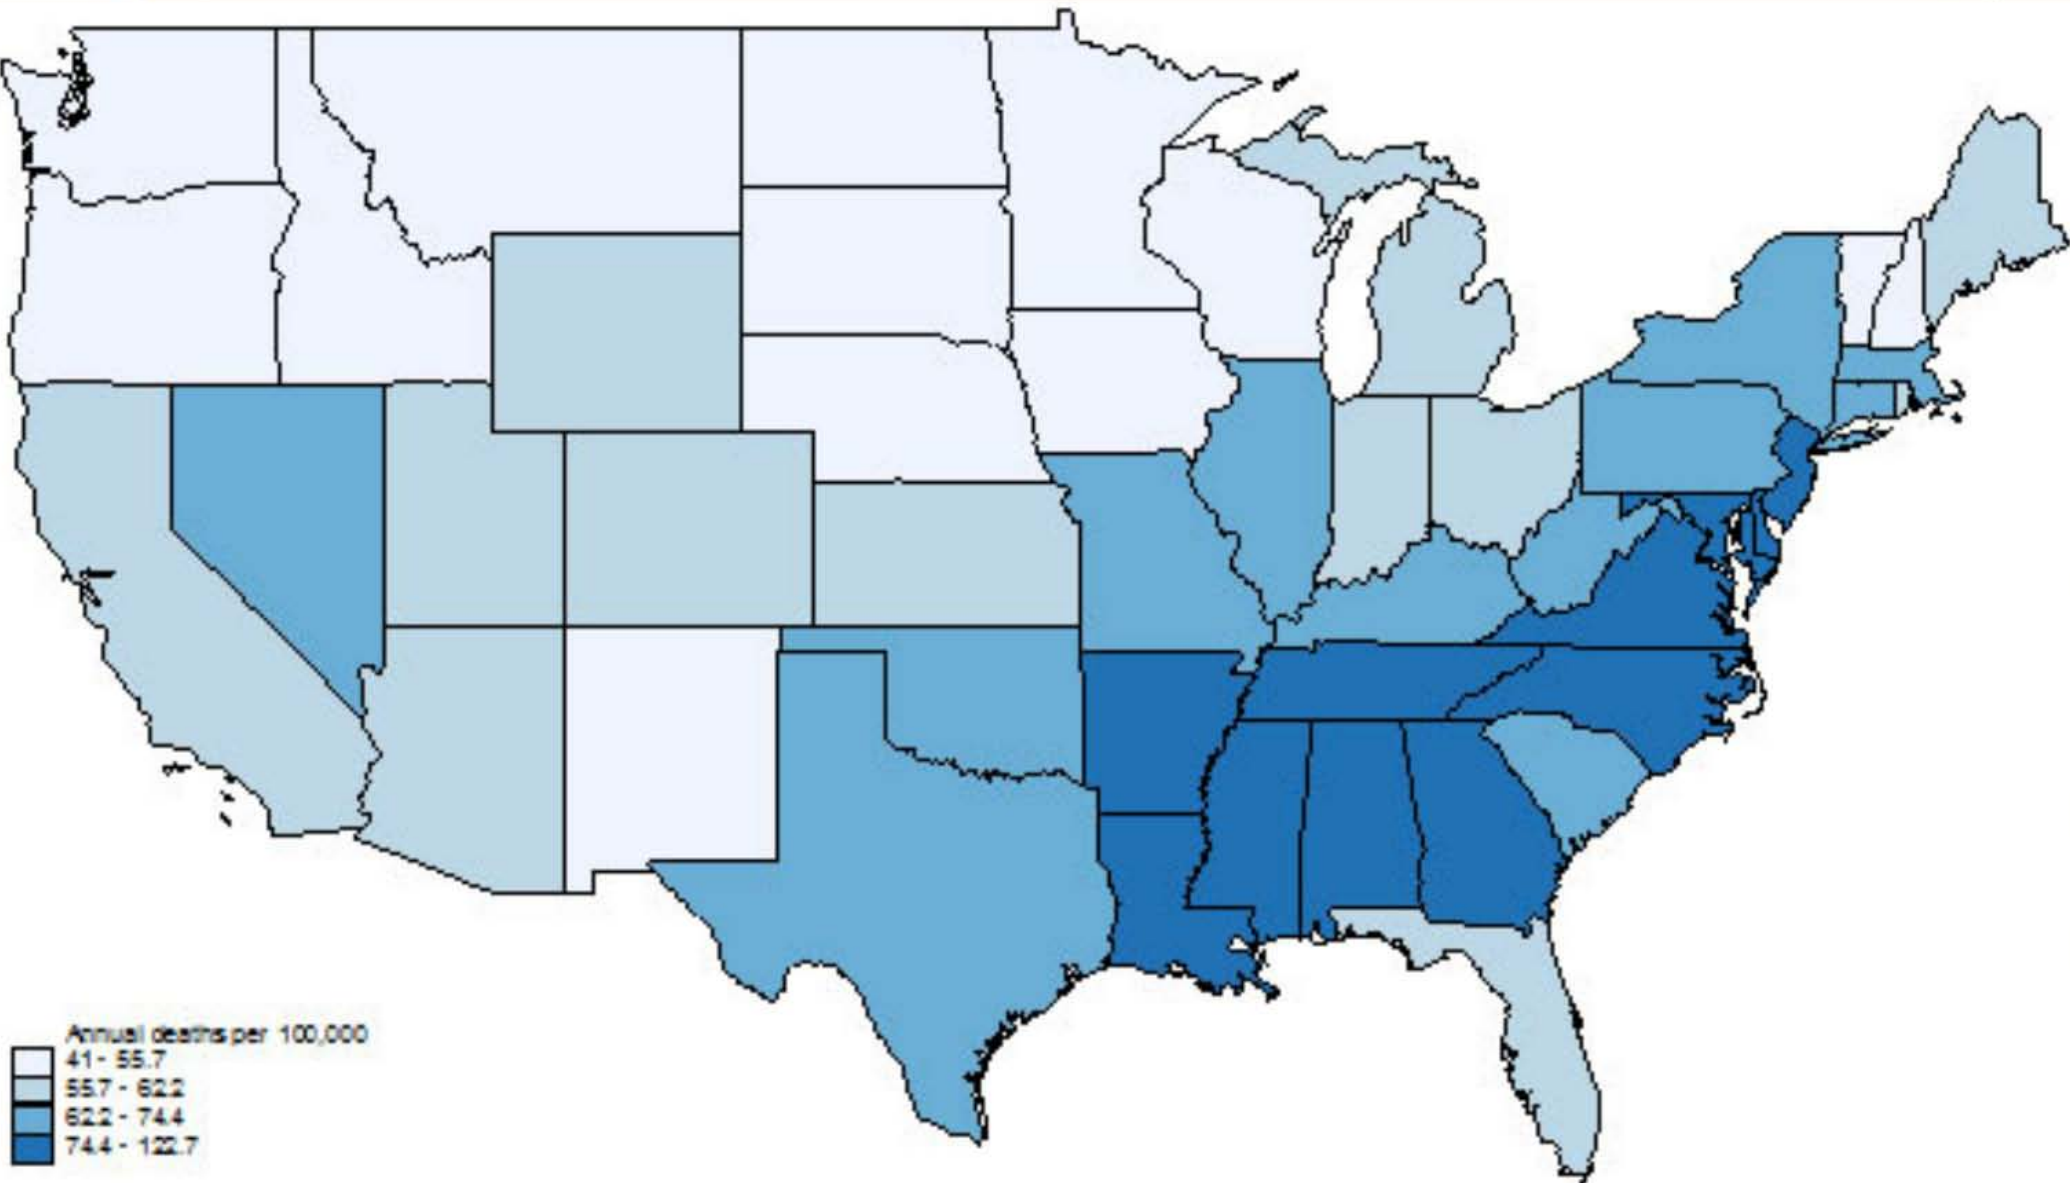 Annual deaths per 100,000
41 - 55.7
55.7 - 62.2
62.2 - 74.4
74.4 - 122.7